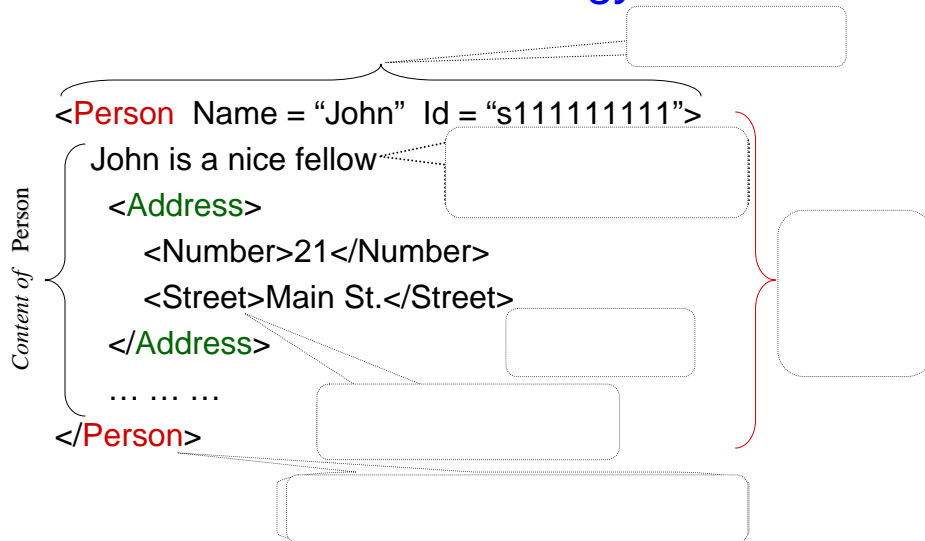 <Person Name = “John” Id = “s111111111”>
John is a nice fellow
<Address>
<Number>21</Number>
<Street>Main St.</Street>
</Address>
… … …
</Person>
Content of Person